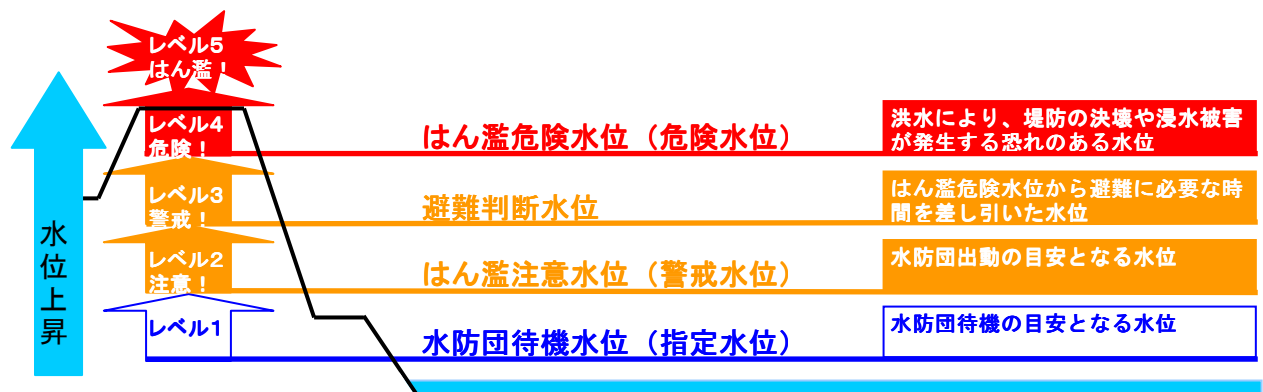 レベル5
はん濫！
レベル4
危険！
はん濫危険水位（危険水位）
洪水により、堤防の決壊や浸水被害
が発生する恐れのある水位
レベル3
警戒！
避難判断水位
はん濫危険水位から避難に必要な時
間を差し引いた水位
レベル2
注意！
はん濫注意水位（警戒水位）
水防団出動の目安となる水位
レベル1
水防団待機水位（指定水位）
水防団待機の目安となる水位
水位上昇